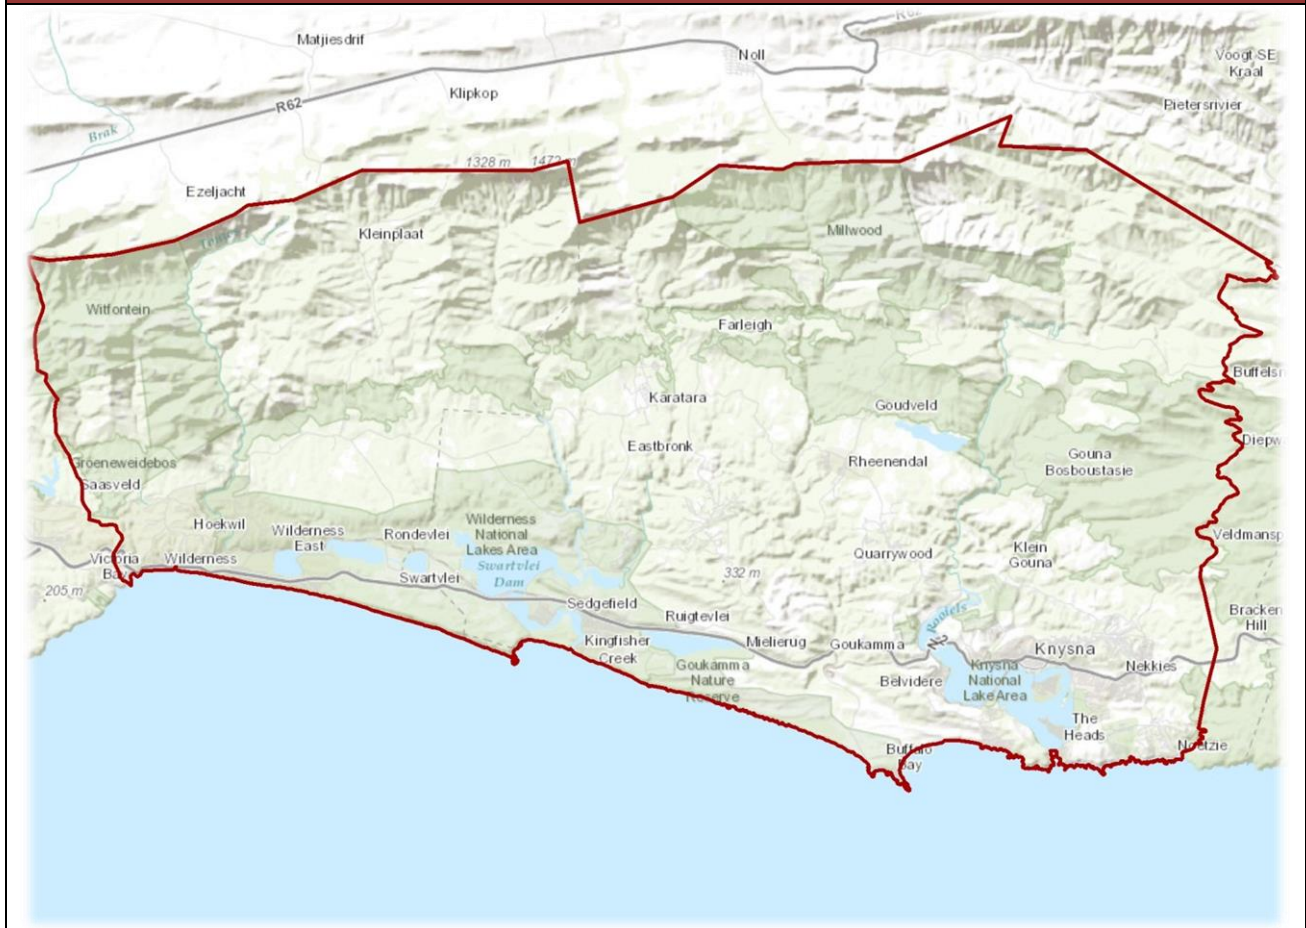 R62
Matjiesdrif
Noll
Voogt SE
Kraal
Klipkop
R62
Pietersrivier
Brak
1328 m
1472 m
Ezeljacht
Kleinplaat
Millwood
Witfontein
Farleigh
Karatara
Goudveld
Eastbronk
Diepw
Groeneweidebos
Rheenendal
Gouna
Bosboustasie
Saasveld
Hoekwil
Wilderness
East
Rondevlei
Wilderness
National
Lakes Area
Swartvlei
Dam
Veldmansp
Victoria
Bay
Wilderness
Swartvlei
Quarrywood
Klein
Gouna
332 m
205 m
Sedgefield
Ruigtevlei
Rooiels
Bracken
Hill
Kingfisher
Creek
Mielierug
Goukamma
N2
Knysna
Nekkies
Goukamma
Nature
Reserve
Belvidere
Knysna
National
Lake Area
The
Heads
Buffalo
Bay
Noetzie